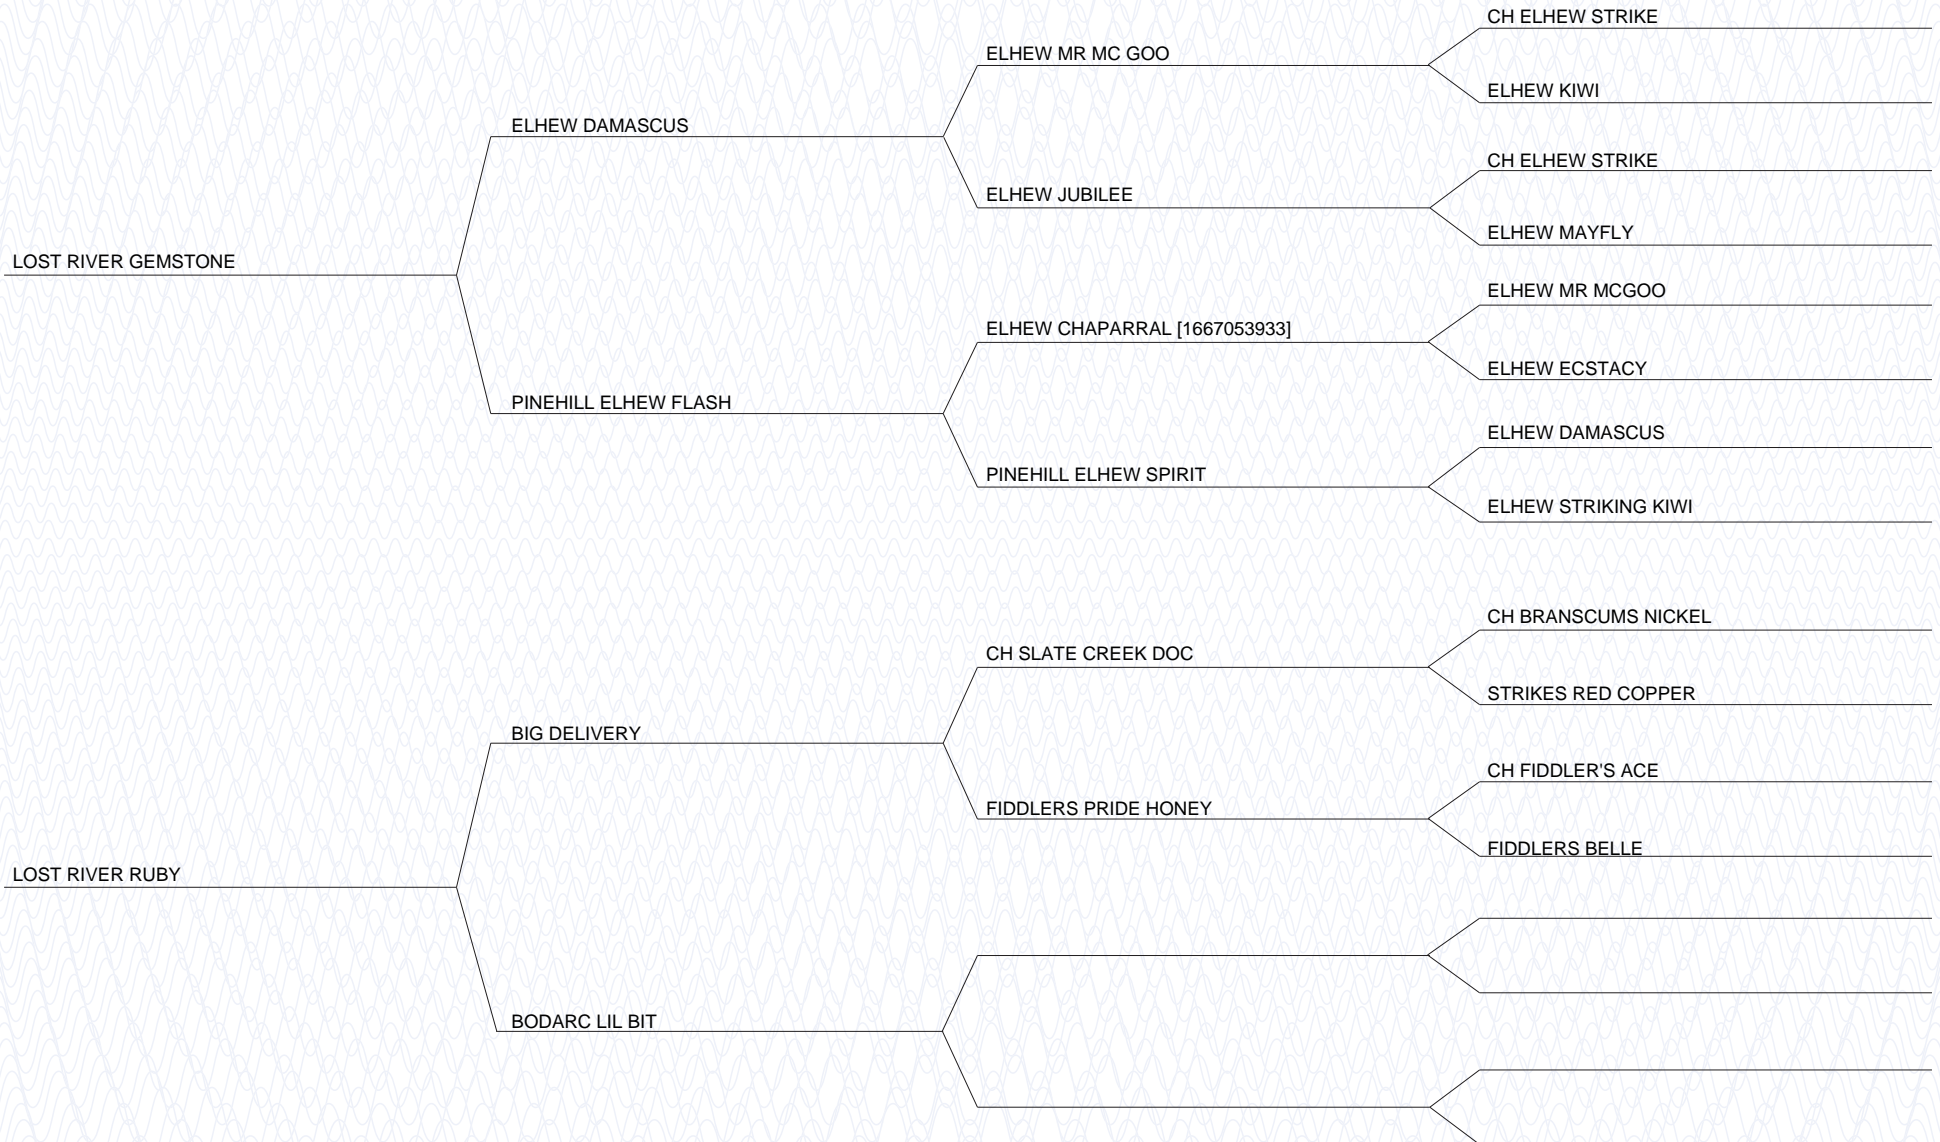 CH ELHEW STRIKE
ELHEW MR MC GOO
ELHEW KIWI
ELHEW DAMASCUS
CH ELHEW STRIKE
ELHEW JUBILEE
ELHEW MAYFLY
LOST RIVER GEMSTONE
ELHEW MR MCGOO
ELHEW CHAPARRAL [1667053933]
ELHEW ECSTACY
PINEHILL ELHEW FLASH
ELHEW DAMASCUS
PINEHILL ELHEW SPIRIT
ELHEW STRIKING KIWI
CH BRANSCUMS NICKEL
CH SLATE CREEK DOC
STRIKES RED COPPER
BIG DELIVERY
CH FIDDLER'S ACE
FIDDLERS PRIDE HONEY
FIDDLERS BELLE
LOST RIVER RUBY
BODARC LIL BIT